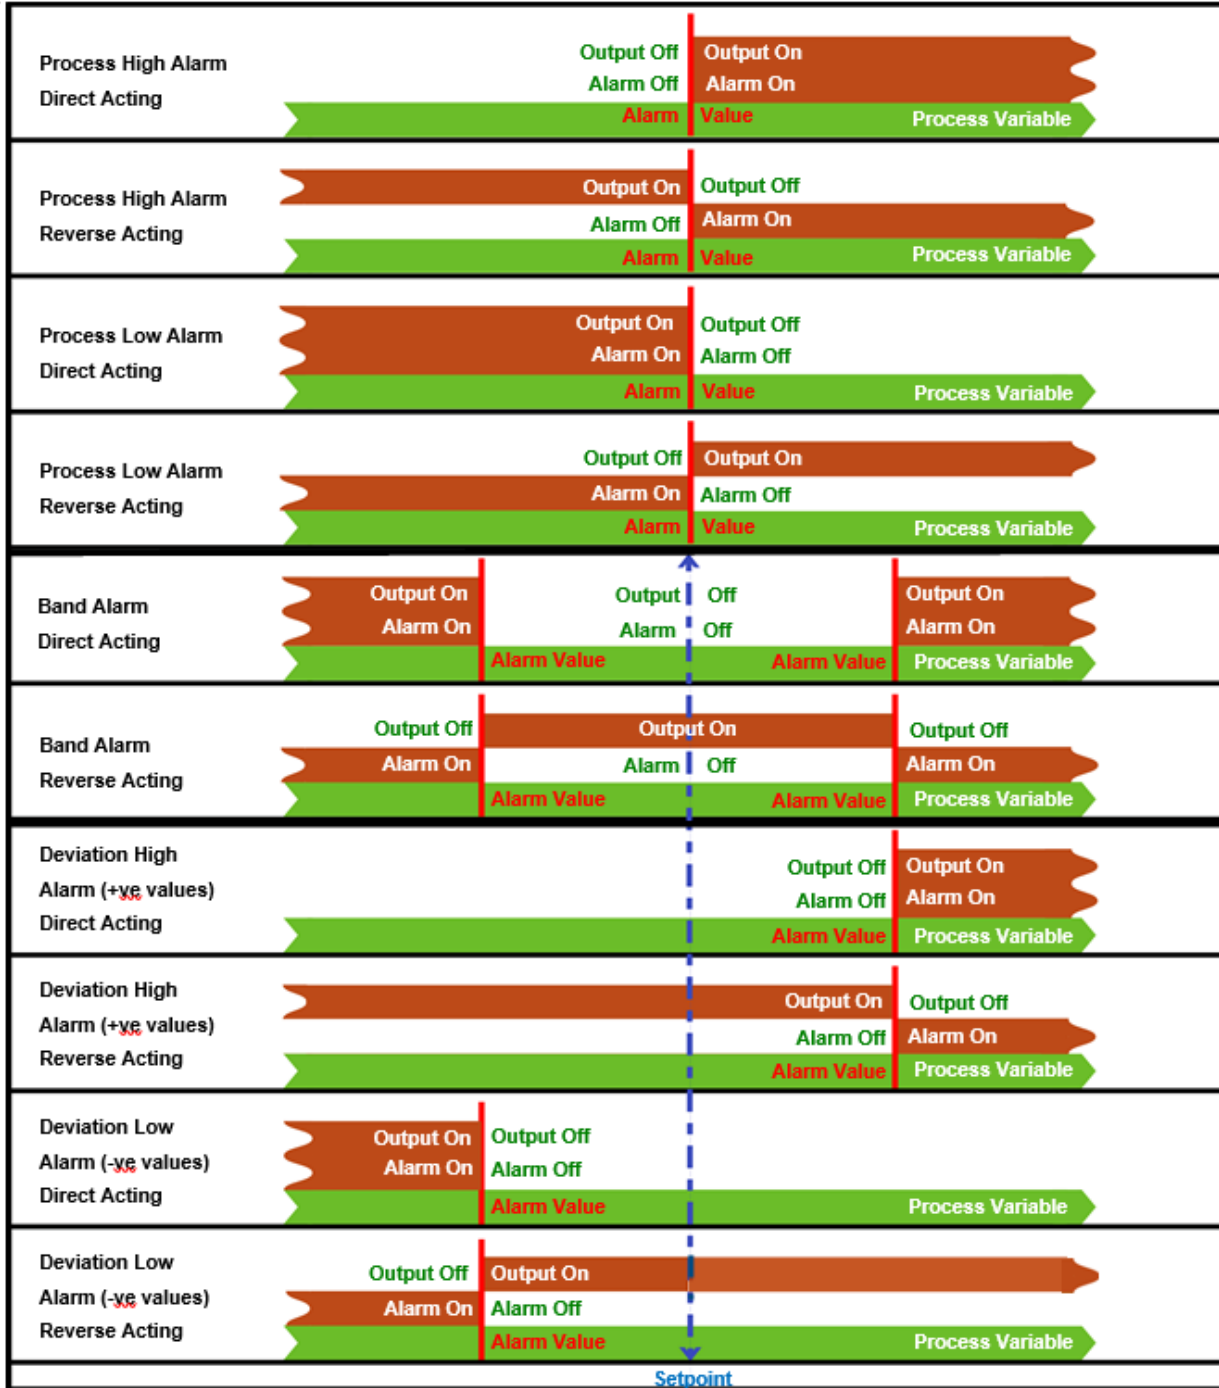 Process High Alarm
Direct Acting
Output Off Output On
Alarm Off Alarm On
Alarm Value Process Variable
Process High Alarm
Reverse Acting
Output On Output Off
Alarm Off Alarm On
Alarm Value Process Variable
Process Low Alarm
Direct Acting
Output On Output Off
Alarm On Alarm Off
Alarm Value Process Variable
Process Low Alarm
Reverse Acting
Output Off Output On
Alarm On Alarm Off
Alarm Value Process Variable
Band Alarm
Direct Acting
Output On Output Off Output On
Alarm On Alarm Off Alarm On
Alarm Value Alarm Value Process Variable
Band Alarm
Reverse Acting
Output Off Output On Output Off
Alarm On Alarm Off Alarm On
Alarm Value Alarm Value Process Variable
Deviation High
Alarm (+ve values)
Direct Acting
Output Off Output On
Alarm Off Alarm On
Alarm Value Process Variable
Deviation High
Alarm (+ve values)
Reverse Acting
Output On Output Off
Alarm Off Alarm On
Alarm Value Process Variable
Deviation Low
Alarm (-ve values)
Direct Acting
Output On Output Off
Alarm On Alarm Off
Alarm Value Process Variable
Deviation Low
Alarm (-ve values)
Reverse Acting
Output Off Output On
Alarm On Alarm Off
Alarm Value Process Variable
Setpoint